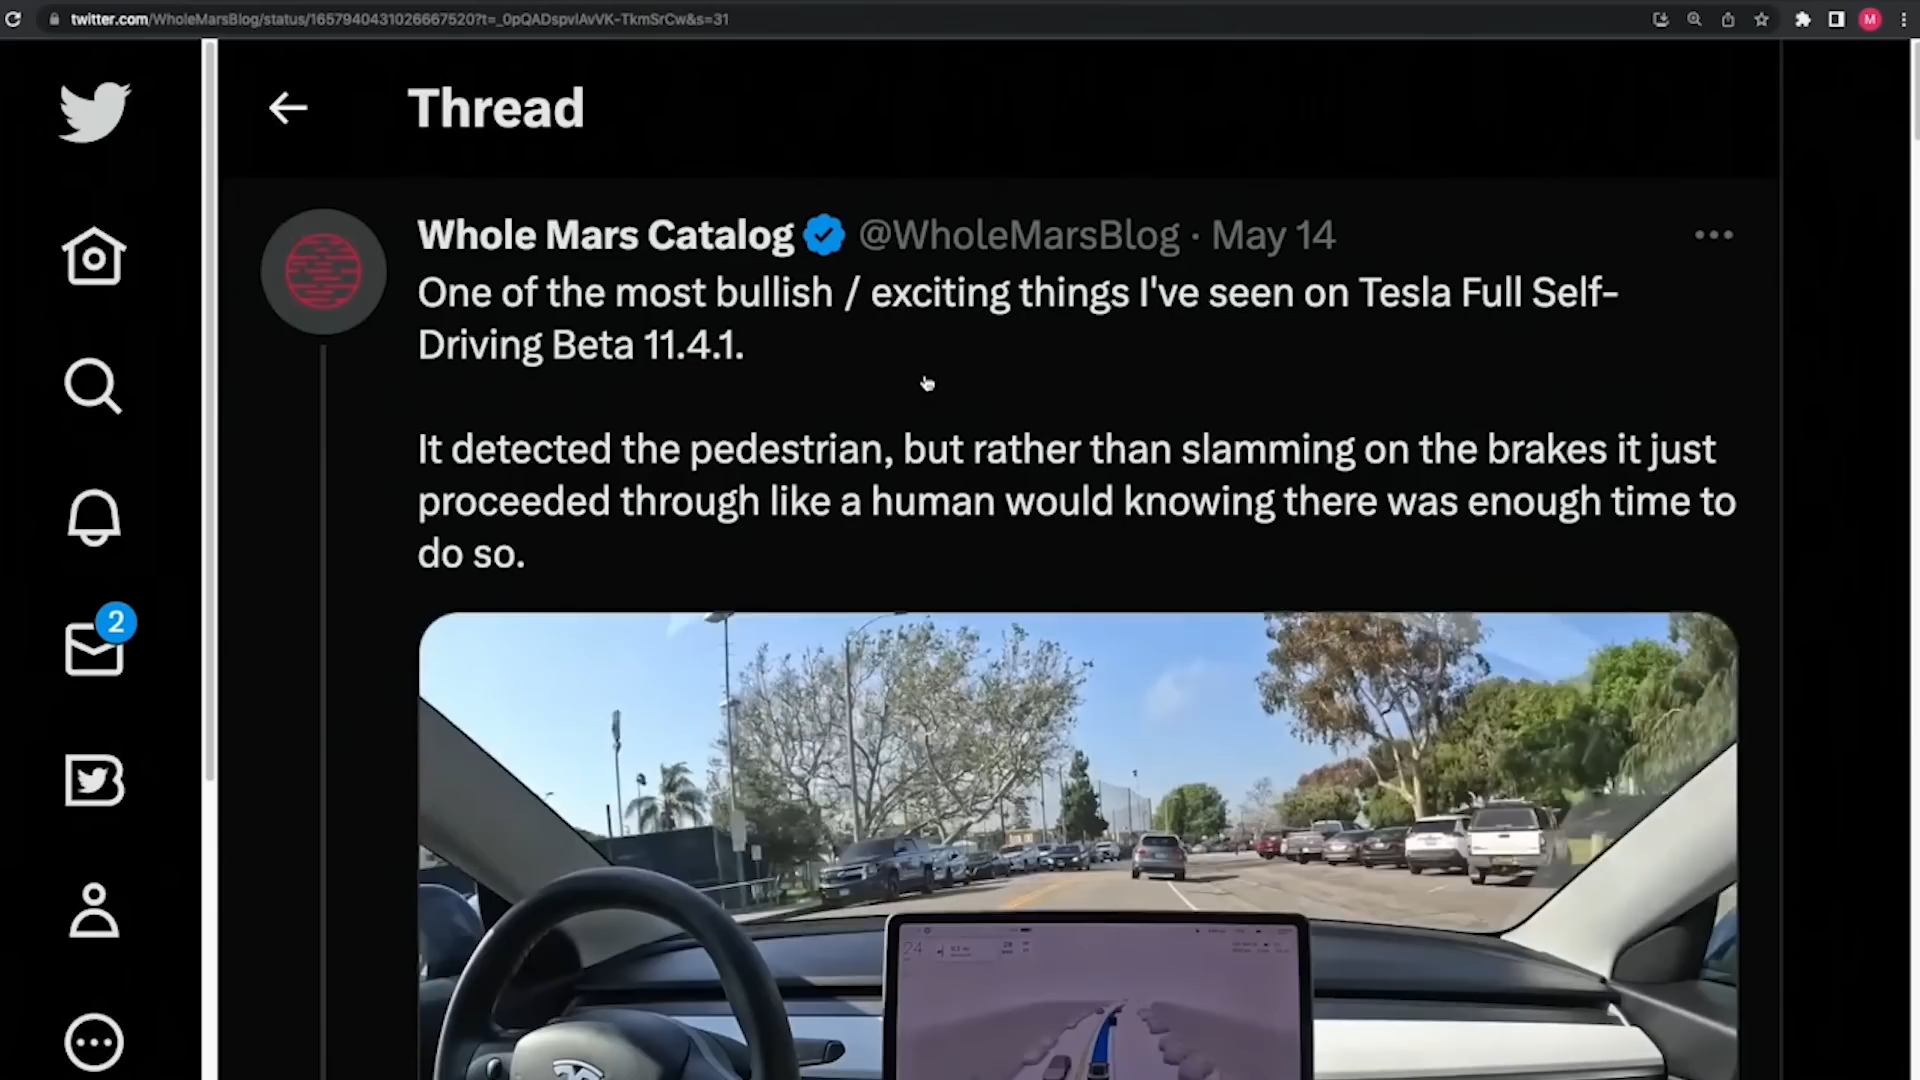 twitter.com/WholeMarsBlog/status/1657940431026667520?t=_0pQADspvlAvVK-TkmSrCw&s=31
M
Thread
Whole Mars Catalog @WholeMarsBlog · May 14
One of the most bullish / exciting things I've seen on Tesla Full Self-
Driving Beta 11.4.1.
It detected the pedestrian, but rather than slamming on the brakes it just
proceeded through like a human would knowing there was enough time to
do so.
2
24